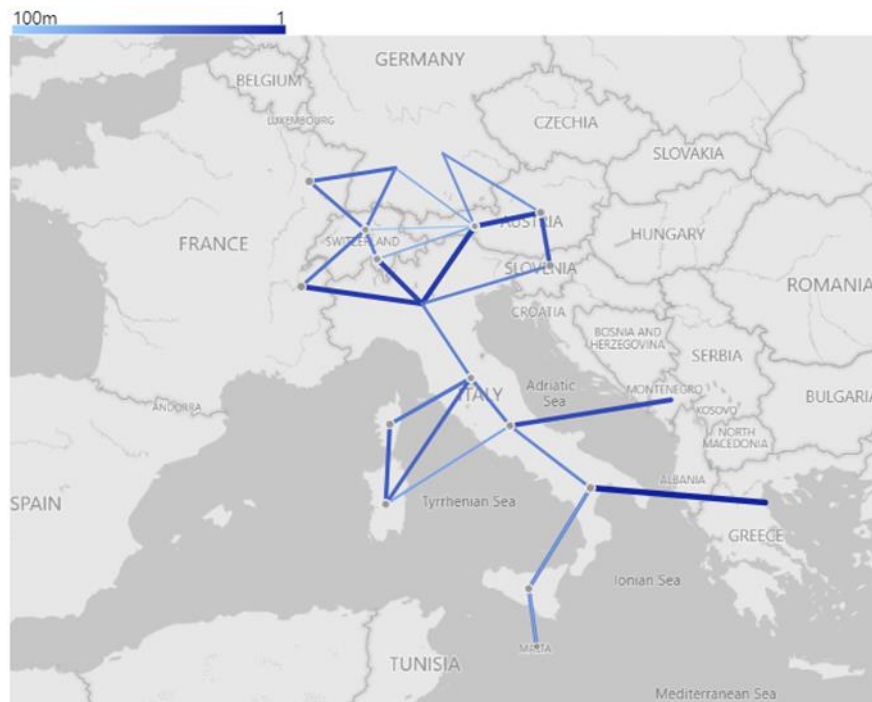 100m 1
GERMANY
BELGIUM
LUXEMBOURG
CZECHIA
SLOVAKIA
FRANCE
SWITZERLAND
AUSTRIA
HUNGARY
SLOVENIA
ROMANIA
CROATIA
BOSNIA AND
HERZEGOVINA
SERBIA
ITALY
Adriatic
Sea
MONTENEGRO
KOSOVO
BULGARIA
ANDORRA
NORTH
MACEDONIA
SPAIN
Tyrrhenian Sea
ALBANIA
GREECE
Ionian Sea
MALTA
TUNISIA
Mediterranean Sea